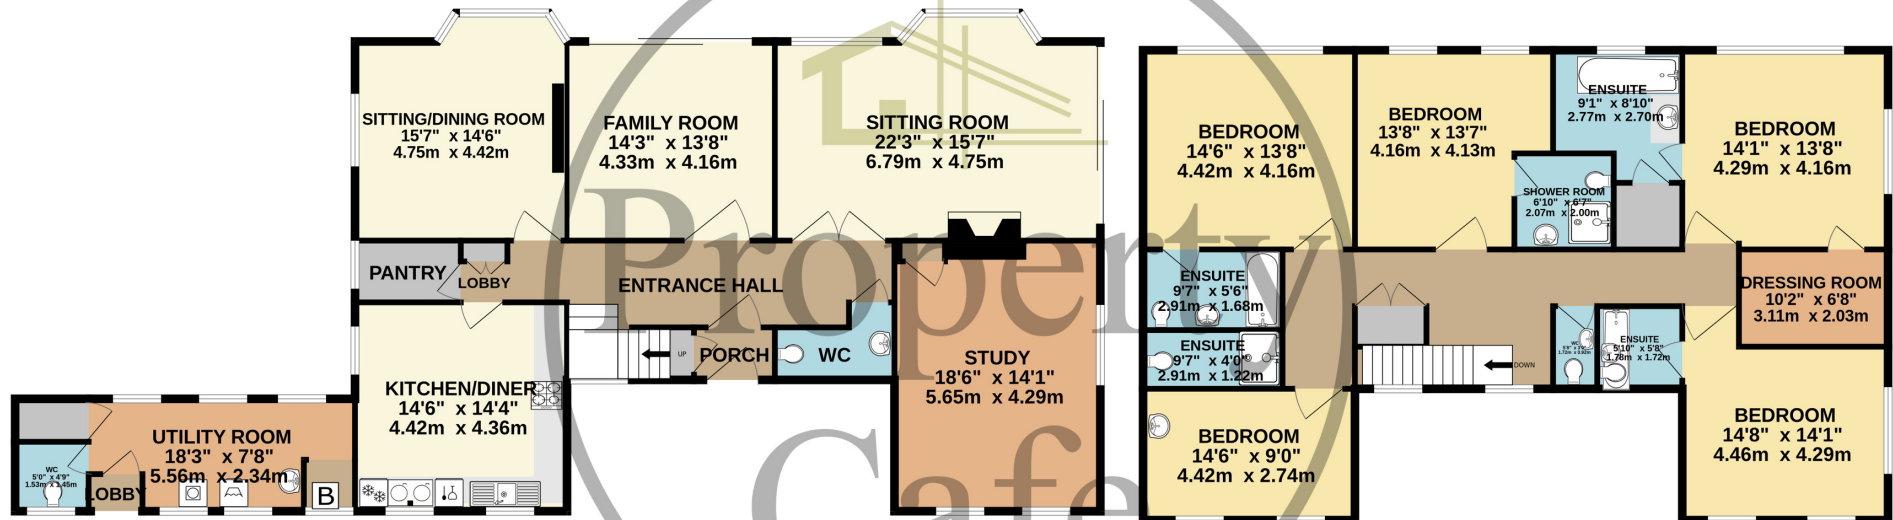 SITTING/DINING ROOM
15'7" x 14'6"
4.75m x 4.42m
FAMILY ROOM
14'3" x 13'8"
4.33m x 4.16m
SITTING ROOM
22'3" x 15'7"
6.79m x 4.75m
PANTRY
LOBBY
ENTRANCE HALL
KITCHEN/DINER
14'6" x 14'4"
4.42m x 4.36m
UP
PORCH
WC
STUDY
18'6" x 14'1"
5.65m x 4.29m
UTILITY ROOM
18'3" x 7'8"
5.56m x 2.34m
WC
5'0" x 4'9"
1.53m x 1.45m
LOBBY
B
BEDROOM
14'6" x 13'8"
4.42m x 4.16m
BEDROOM
13'8" x 13'7"
4.16m x 4.13m
ENSUITE
9'1" x 8'10"
2.77m x 2.70m
BEDROOM
14'1" x 13'8"
4.29m x 4.16m
SHOWER ROOM
6'10" x 6'7"
2.07m x 2.00m
ENSUITE
9'7" x 5'6"
2.91m x 1.68m
ENSUITE
9'7" x 4'0"
2.91m x 1.22m
DRESSING ROOM
10'2" x 6'8"
3.11m x 2.03m
DOWN
WC
ENSUITE
5'10" x 5'8"
1.78m x 1.72m
BEDROOM
14'6" x 9'0"
4.42m x 2.74m
BEDROOM
14'8" x 14'1"
4.46m x 4.29m
Property
Cafe